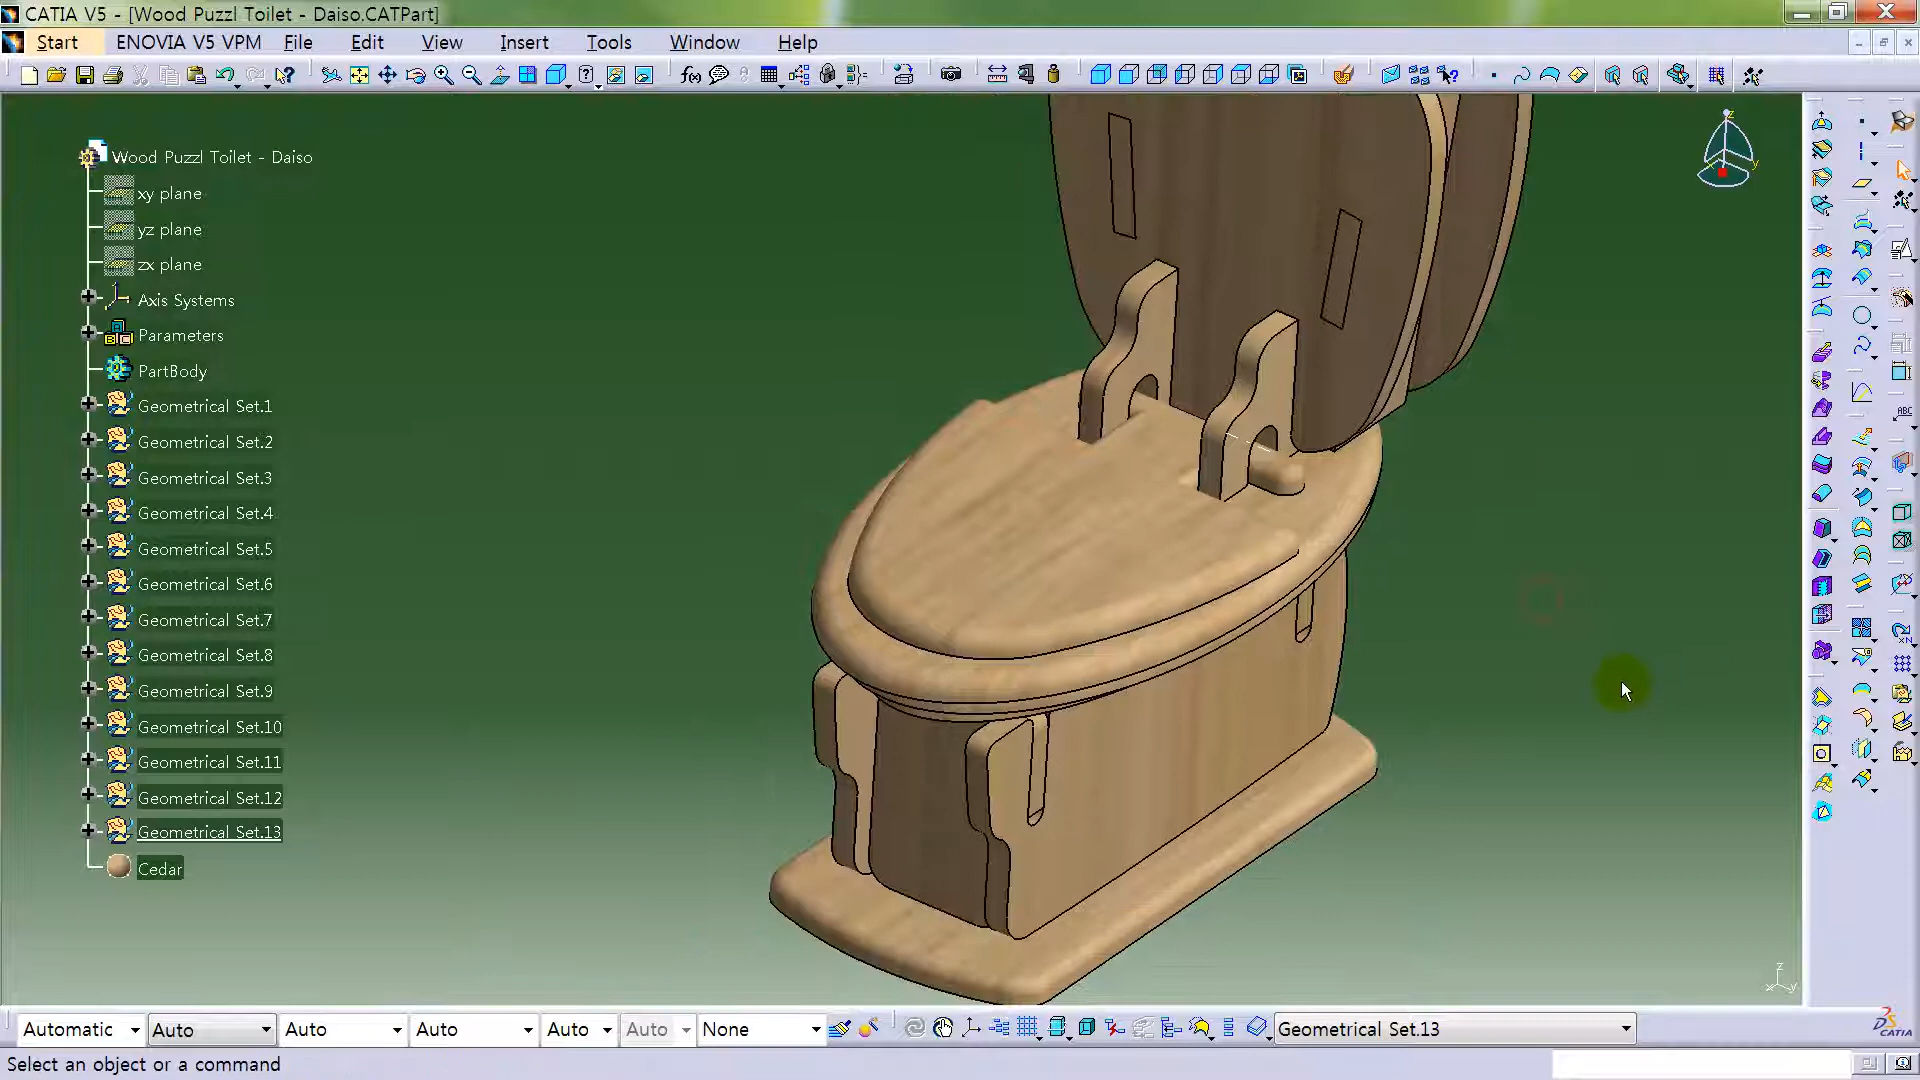 CATIA V5 - [Wood Puzzl Toilet - Daiso.CATPart]
Start ENOVIA V5 VPM File Edit View Insert Tools Window Help
Wood Puzzl Toilet - Daiso
xy plane
yz plane
zx plane
Axis Systems
Parameters
PartBody
Geometrical Set.1
Geometrical Set.2
Geometrical Set.3
Geometrical Set.4
Geometrical Set.5
Geometrical Set.6
Geometrical Set.7
Geometrical Set.8
Geometrical Set.9
Geometrical Set.10
Geometrical Set.11
Geometrical Set.12
Geometrical Set.13
Cedar
Automatic Auto Auto Auto Auto Auto None Geometrical Set.13
CATIA
Select an object or a command